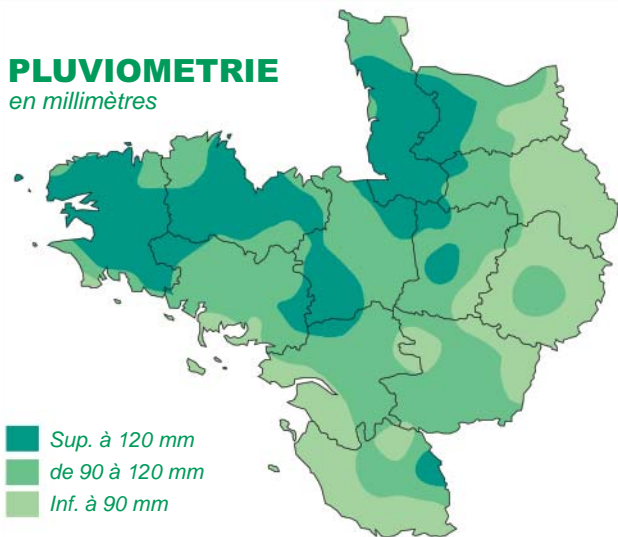 PLUVIOMETRIE
en millimètres
Sup. à 120 mm
de 90 à 120 mm
Inf. à 90 mm